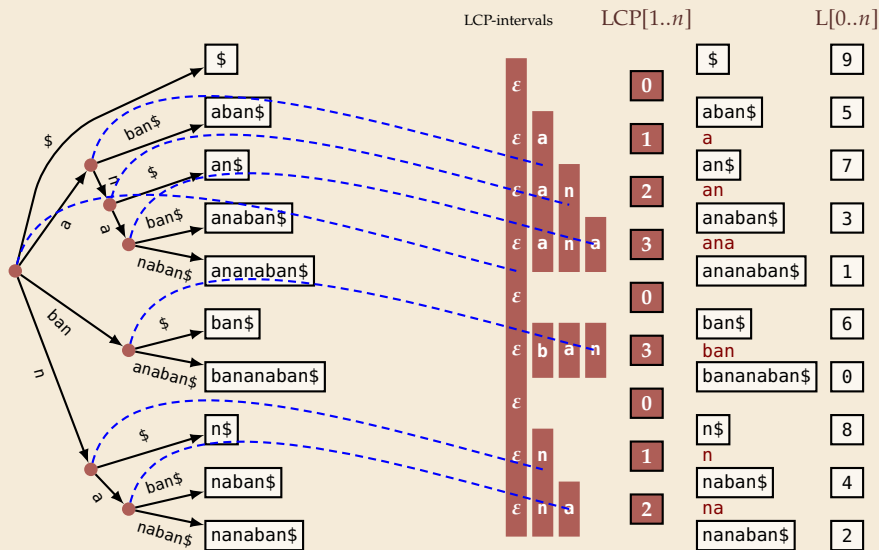 LCP-intervals LCP[1..n] L[0..n]
$ $ 9
ε 0
$ ban$ aban$ aban$ 5
ε a 1 a
n $ an$ an$ 7
ε a n 2 an
a a ban$ anaban$ anaban$ 3
ε a n a 3 ana
naban$ ananaban$ ananaban$ 1
ε 0
ban $ ban$ ban$ 6
ε b a n 3 ban
n anaban$ bananaban$ bananaban$ 0
ε 0
$ n$ n$ 8
ε n 1 n
a ban$ naban$ naban$ 4
ε n a 2 na
naban$ nanaban$ nanaban$ 2